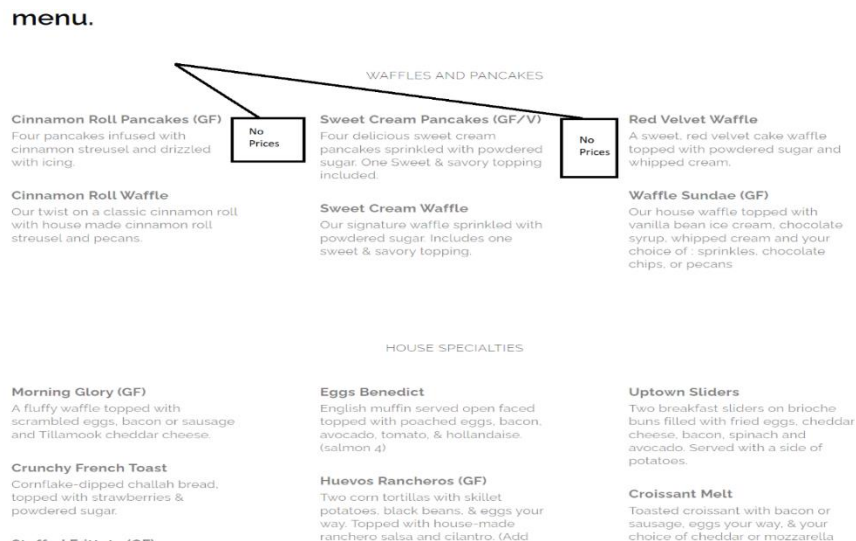 menu.
WAFFLES AND PANCAKES
Cinnamon Roll Pancakes (GF)
Four pancakes infused with
cinnamon streusel and drizzled
with icing.
No
Prices
Cinnamon Roll Waffle
Our twist on a classic cinnamon roll
with house made cinnamon roll
streusel and pecans.
Sweet Cream Pancakes (GF/V)
Four delicious sweet cream
pancakes sprinkled with powdered
sugar. One Sweet & savory topping
included.
No
Prices
Sweet Cream Waffle
Our signature waffle sprinkled with
powdered sugar. Includes one
sweet & savory topping.
Red Velvet Waffle
A sweet, red velvet cake waffle
topped with powdered sugar and
whipped cream.
Waffle Sundae (GF)
Our house waffle topped with
vanilla bean ice cream, chocolate
syrup, whipped cream and your
choice of : sprinkles, chocolate
chips, or pecans
HOUSE SPECIALTIES
Morning Glory (GF)
A fluffy waffle topped with
scrambled eggs, bacon or sausage
and Tillamook cheddar cheese.
Crunchy French Toast
Cornflake-dipped challah bread,
topped with strawberries &
powdered sugar.
Eggs Benedict
English muffin served open faced
topped with poached eggs, bacon,
avocado, tomato, & hollandaise.
(salmon 4)
Huevos Rancheros (GF)
Two corn tortillas with skillet
potatoes, black beans, & eggs your
way. Topped with house-made
ranchero salsa and cilantro. (Add
Uptown Sliders
Two breakfast sliders on brioche
buns filled with fried eggs, cheddar
cheese, bacon, spinach and
avocado. Served with a side of
potatoes.
Croissant Melt
Toasted croissant with bacon or
sausage, eggs your way, & your
choice of cheddar or mozzarella